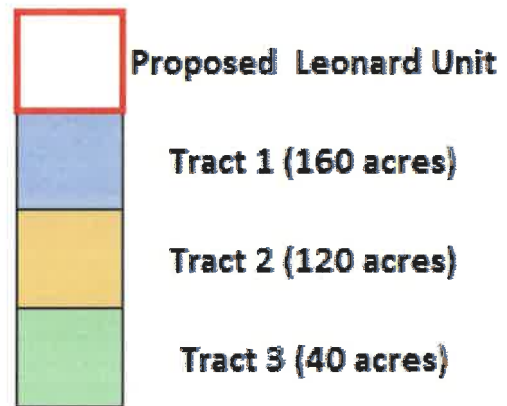 Proposed Leonard Unit
Tract 1 (160 acres)
Tract 2 (120 acres)
Tract 3 (40 acres)